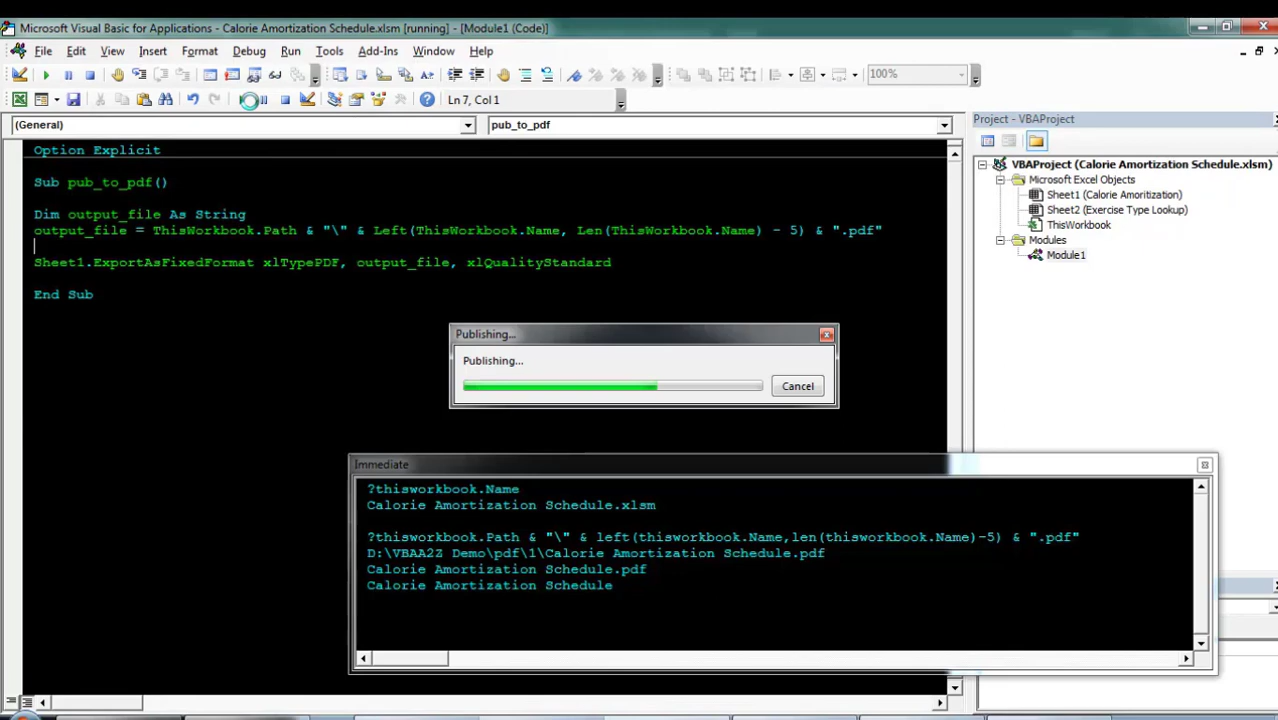 Microsoft Visual Basic for Applications - Calorie Amortization Schedule.xlsm [running] - [Module1 (Code)]
File Edit View Insert Format Debug Run Tools Add-Ins Window Help
100%
Ln 7, Col 1
(General) pub_to_pdf
Option Explicit
Sub pub_to_pdf()
Dim output_file As String
output_file = ThisWorkbook.Path & "\" & Left(ThisWorkbook.Name, Len(ThisWorkbook.Name) - 5) & ".pdf"
Sheet1.ExportAsFixedFormat xlTypePDF, output_file, xlQualityStandard
End Sub
Project - VBAProject
VBAProject (Calorie Amortization Schedule.xlsm)
Microsoft Excel Objects
Sheet1 (Calorie Amoritization)
Sheet2 (Exercise Type Lookup)
ThisWorkbook
Modules
Module1
Publishing...
Publishing...
Cancel
Immediate
?thisworkbook.Name
Calorie Amortization Schedule.xlsm
?thisworkbook.Path & "\" & left(thisworkbook.Name,len(thisworkbook.Name)-5) & ".pdf"
D:\VBAA2Z Demo\pdf\1\Calorie Amortization Schedule.pdf
Calorie Amortization Schedule.pdf
Calorie Amortization Schedule